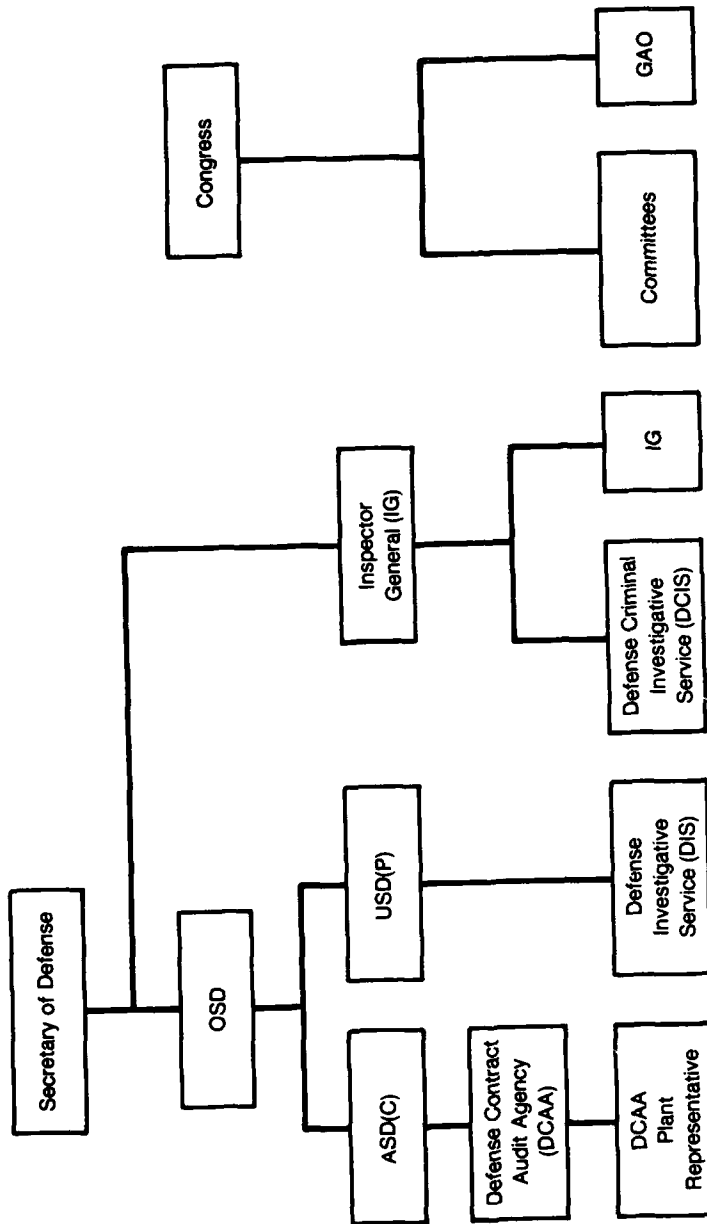 Secretary of Defense
OSD
ASD(C)
Defense Contract
Audit Agency
(DCAA)
DCAA
Plant
Representative
USD(P)
Defense
Investigative
Service (DIS)
Inspector
General (IG)
Defense Criminal
Investigative
Service (DCIS)
IG
Congress
Committees
GAO